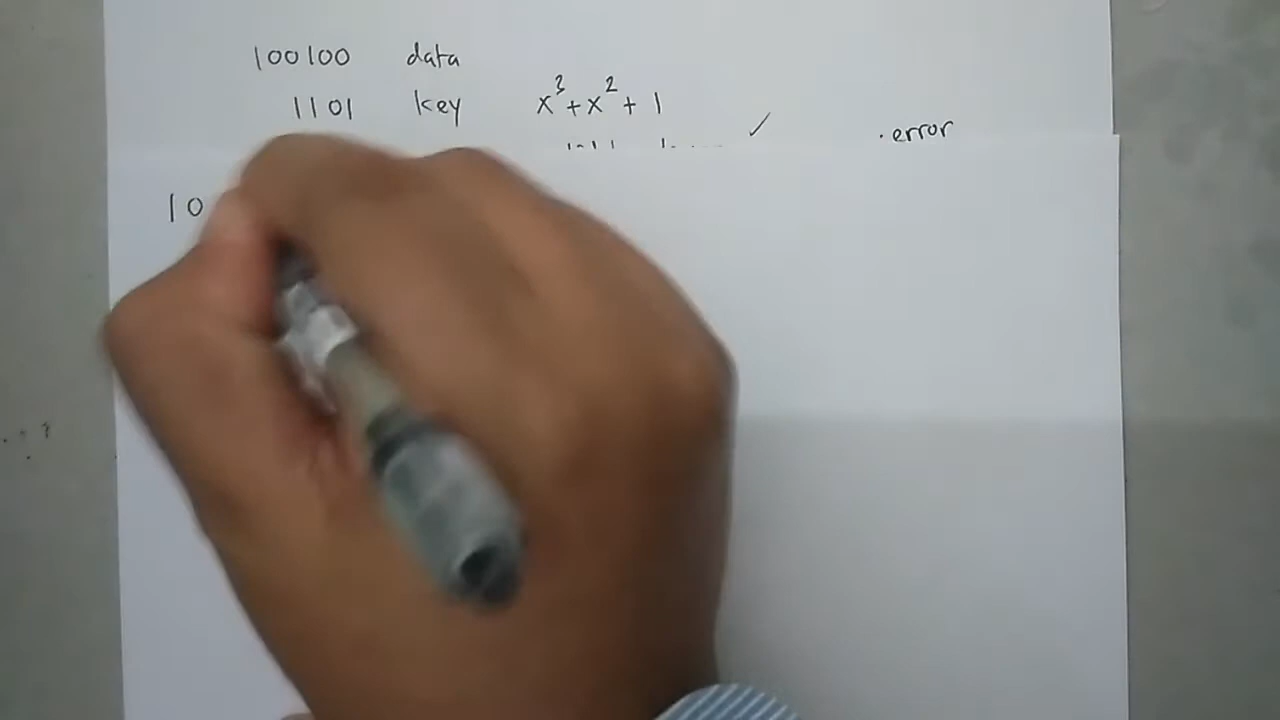 100100 data
1101 key x³+x²+1 ✓ . error
10